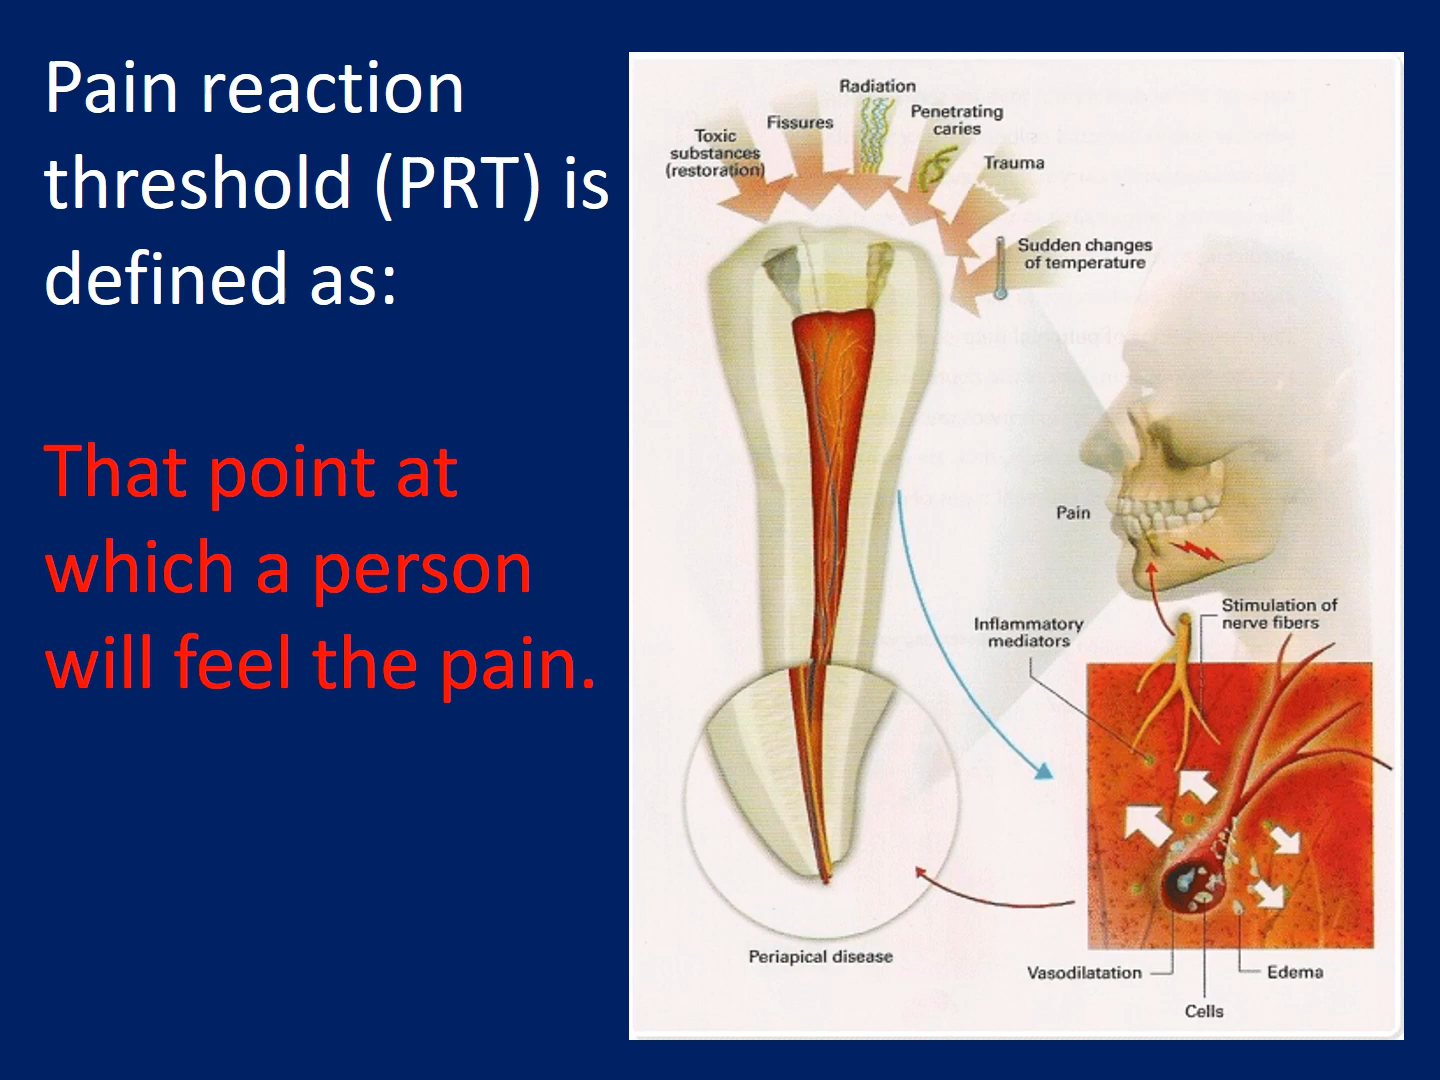 Pain reaction
threshold (PRT) is
defined as:
That point at
which a person
will feel the pain.
Radiation
Penetrating
caries
Fissures
Toxic
substances
(restoration)
Trauma
Sudden changes
of temperature
Pain
Stimulation of
nerve fibers
Inflammatory
mediators
Periapical disease
Vasodilatation
Edema
Cells